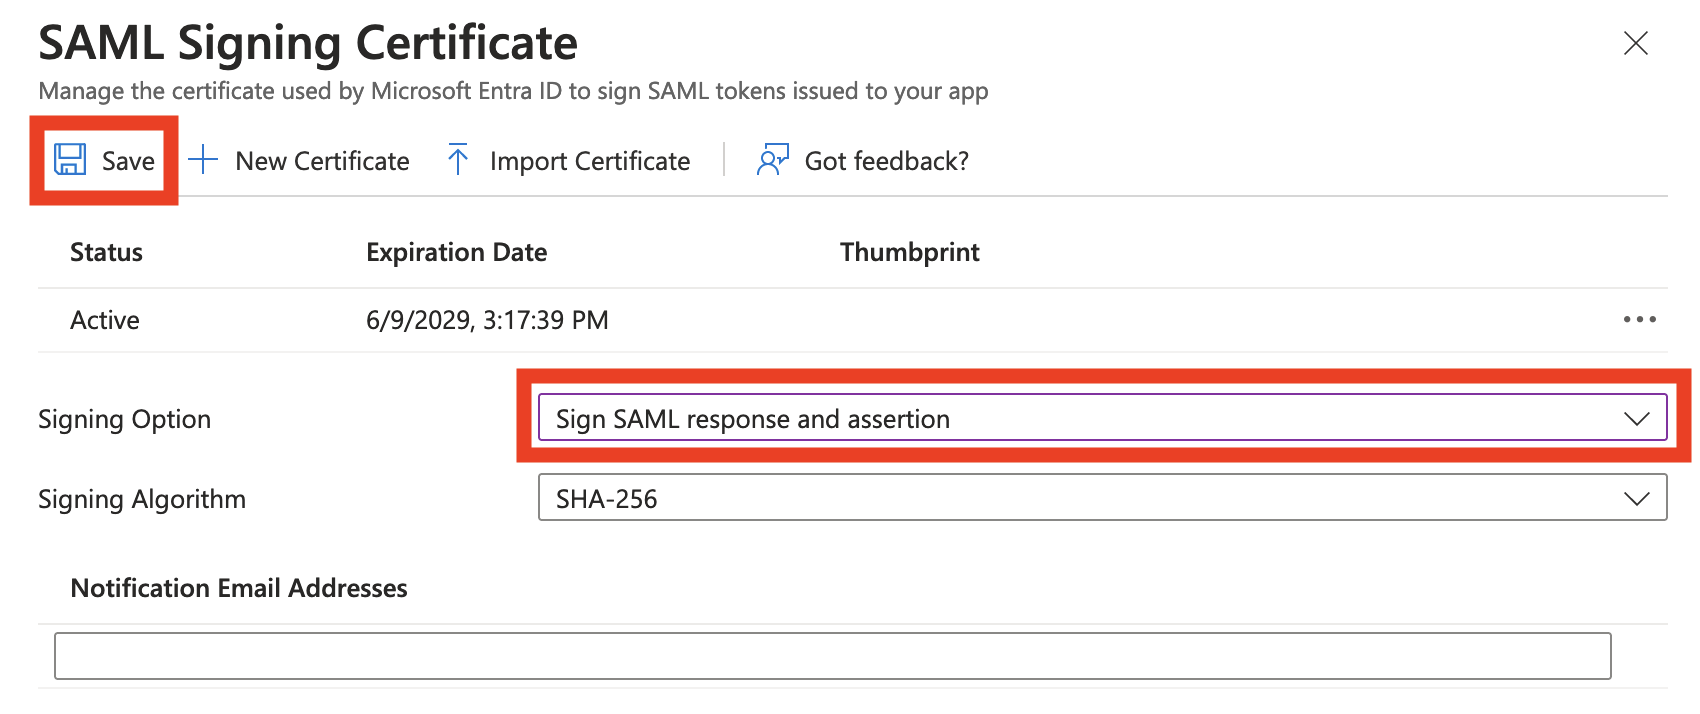 SAML Signing Certificate
Manage the certificate used by Microsoft Entra ID to sign SAML tokens issued to your app
Save New Certificate Import Certificate Got feedback?
Status Expiration Date Thumbprint
Active 6/9/2029, 3:17:39 PM
Signing Option Sign SAML response and assertion
Signing Algorithm SHA-256
Notification Email Addresses